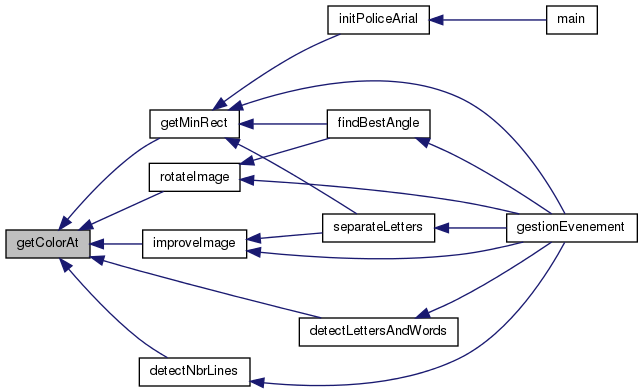 initPoliceArial
main
getMinRect
findBestAngle
rotateImage
separateLetters
gestionEvenement
getColorAt
improveImage
detectLettersAndWords
detectNbrLines